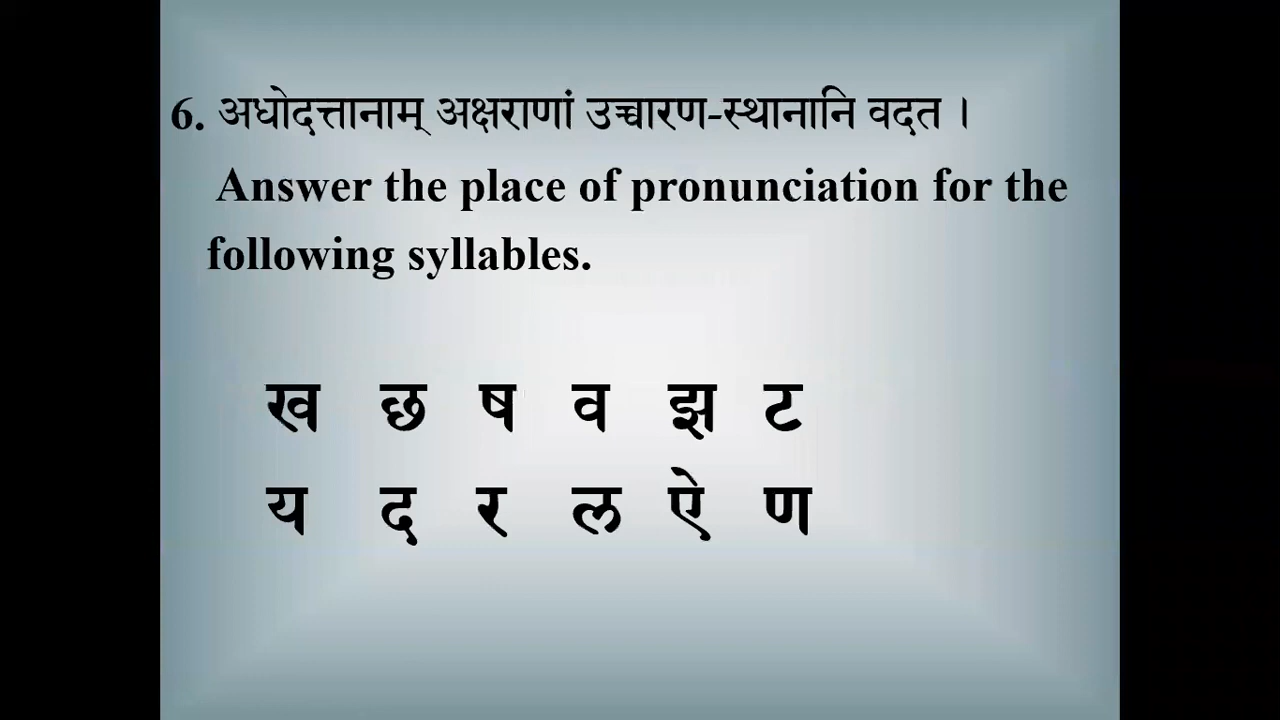 6. अधोदत्तानाम् अक्षराणां उच्चारण-स्थानानि वदत ।
Answer the place of pronunciation for the
following syllables.
ख छ ष व झ ट
य द र ल ऐ ण